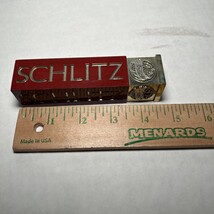 SCHLITZ
1 2 3 4 5 6
Made in USA
MENARDS